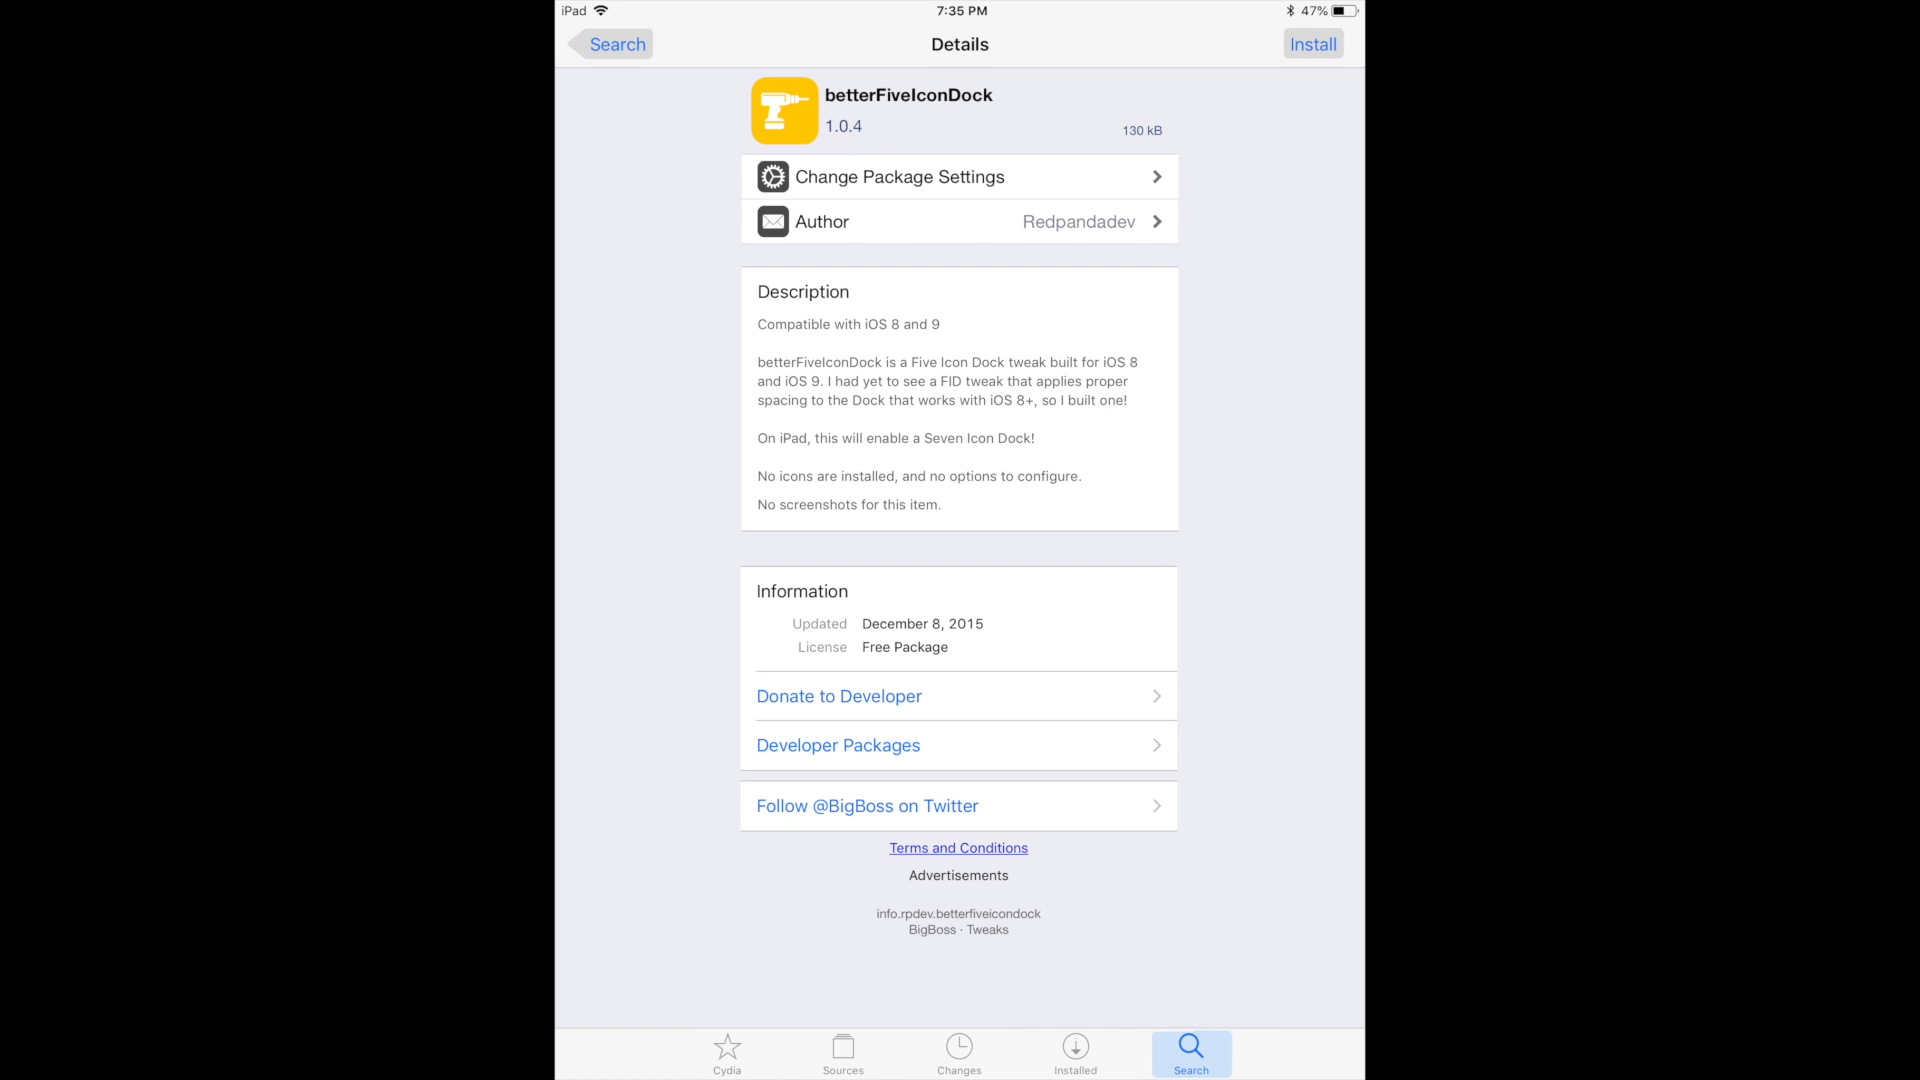 iPad 7:35 PM 47%
Search Details Install
betterFiveIconDock
1.0.4 130 kB
Change Package Settings
Author Redpandadev
Description
Compatible with iOS 8 and 9
betterFiveIconDock is a Five Icon Dock tweak built for iOS 8
and iOS 9. I had yet to see a FID tweak that applies proper
spacing to the Dock that works with iOS 8+, so I built one!
On iPad, this will enable a Seven Icon Dock!
No icons are installed, and no options to configure.
No screenshots for this item.
Information
Updated December 8, 2015
License Free Package
Donate to Developer
Developer Packages
Follow @BigBoss on Twitter
Terms and Conditions
Advertisements
info.rpdev.betterfiveicondock
BigBoss · Tweaks
Cydia Sources Changes Installed Search